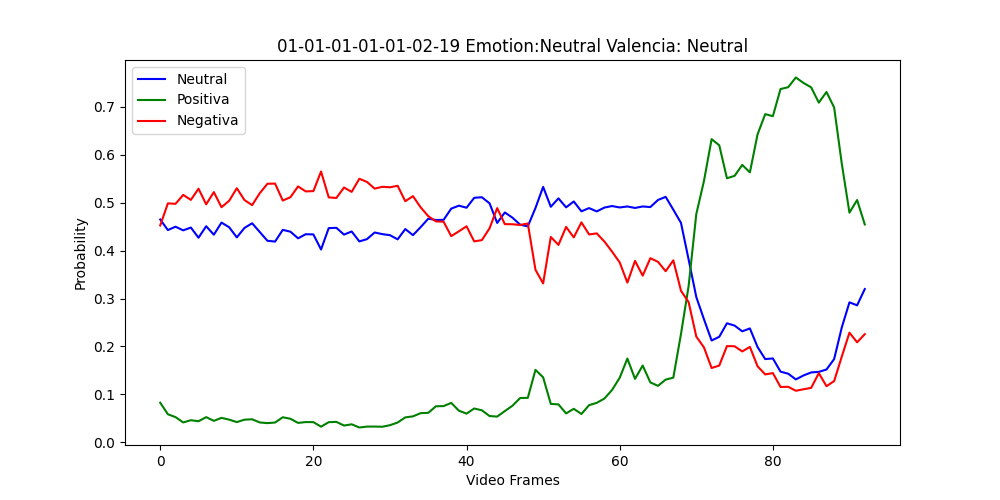 01-01-01-01-01-02-19 Emotion:Neutral Valencia: Neutral
Neutral
Positiva
Negativa
0.7
0.6
0.5
0.4
0.3
0.2
0.1
0.0
Probability
0 20 40 60 80
Video Frames